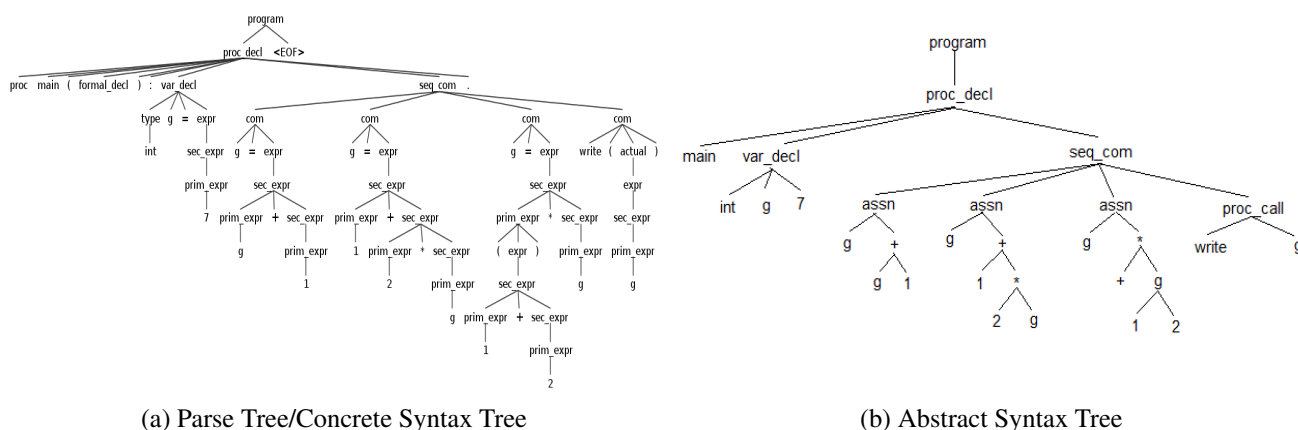 program
proc_decl <EOF>
proc main ( formal_decl ) : var_decl seq_com .
type g = expr com com com com
int sec_expr g = expr g = expr g = expr write ( actual )
prim_expr sec_expr sec_expr sec_expr expr
7 prim_expr + sec_expr prim_expr + sec_expr prim_expr * sec_expr sec_expr
g prim_expr 1 prim_expr * sec_expr ( expr ) prim_expr prim_expr
1 2 prim_expr sec_expr g g
g prim_expr + sec_expr
1 prim_expr
2
(a) Parse Tree/Concrete Syntax Tree
program
proc_decl
main var_decl seq_com
int g 7 assn assn assn proc_call
g + g + g * write g
g 1 1 * + g
2 g 1 2
(b) Abstract Syntax Tree